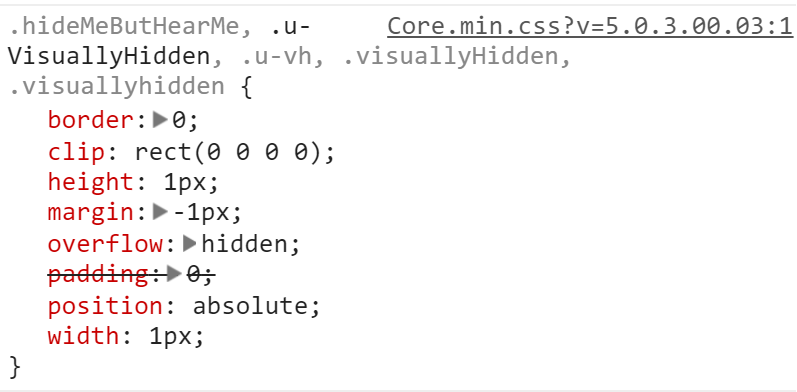 .hideMeButHearMe, .u- Core.min.css?v=5.0.3.00.03:1
VisuallyHidden, .u-vh, .visuallyHidden,
.visuallyhidden {
border:▶0;
clip: rect(0 0 0 0);
height: 1px;
margin:▶-1px;
overflow:▶hidden;
padding:▶0;
position: absolute;
width: 1px;
}